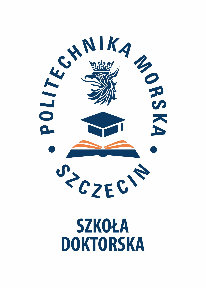 • POLITECHNIKA MORSKA •
SZCZECIN
SZKOŁA
DOKTORSKA